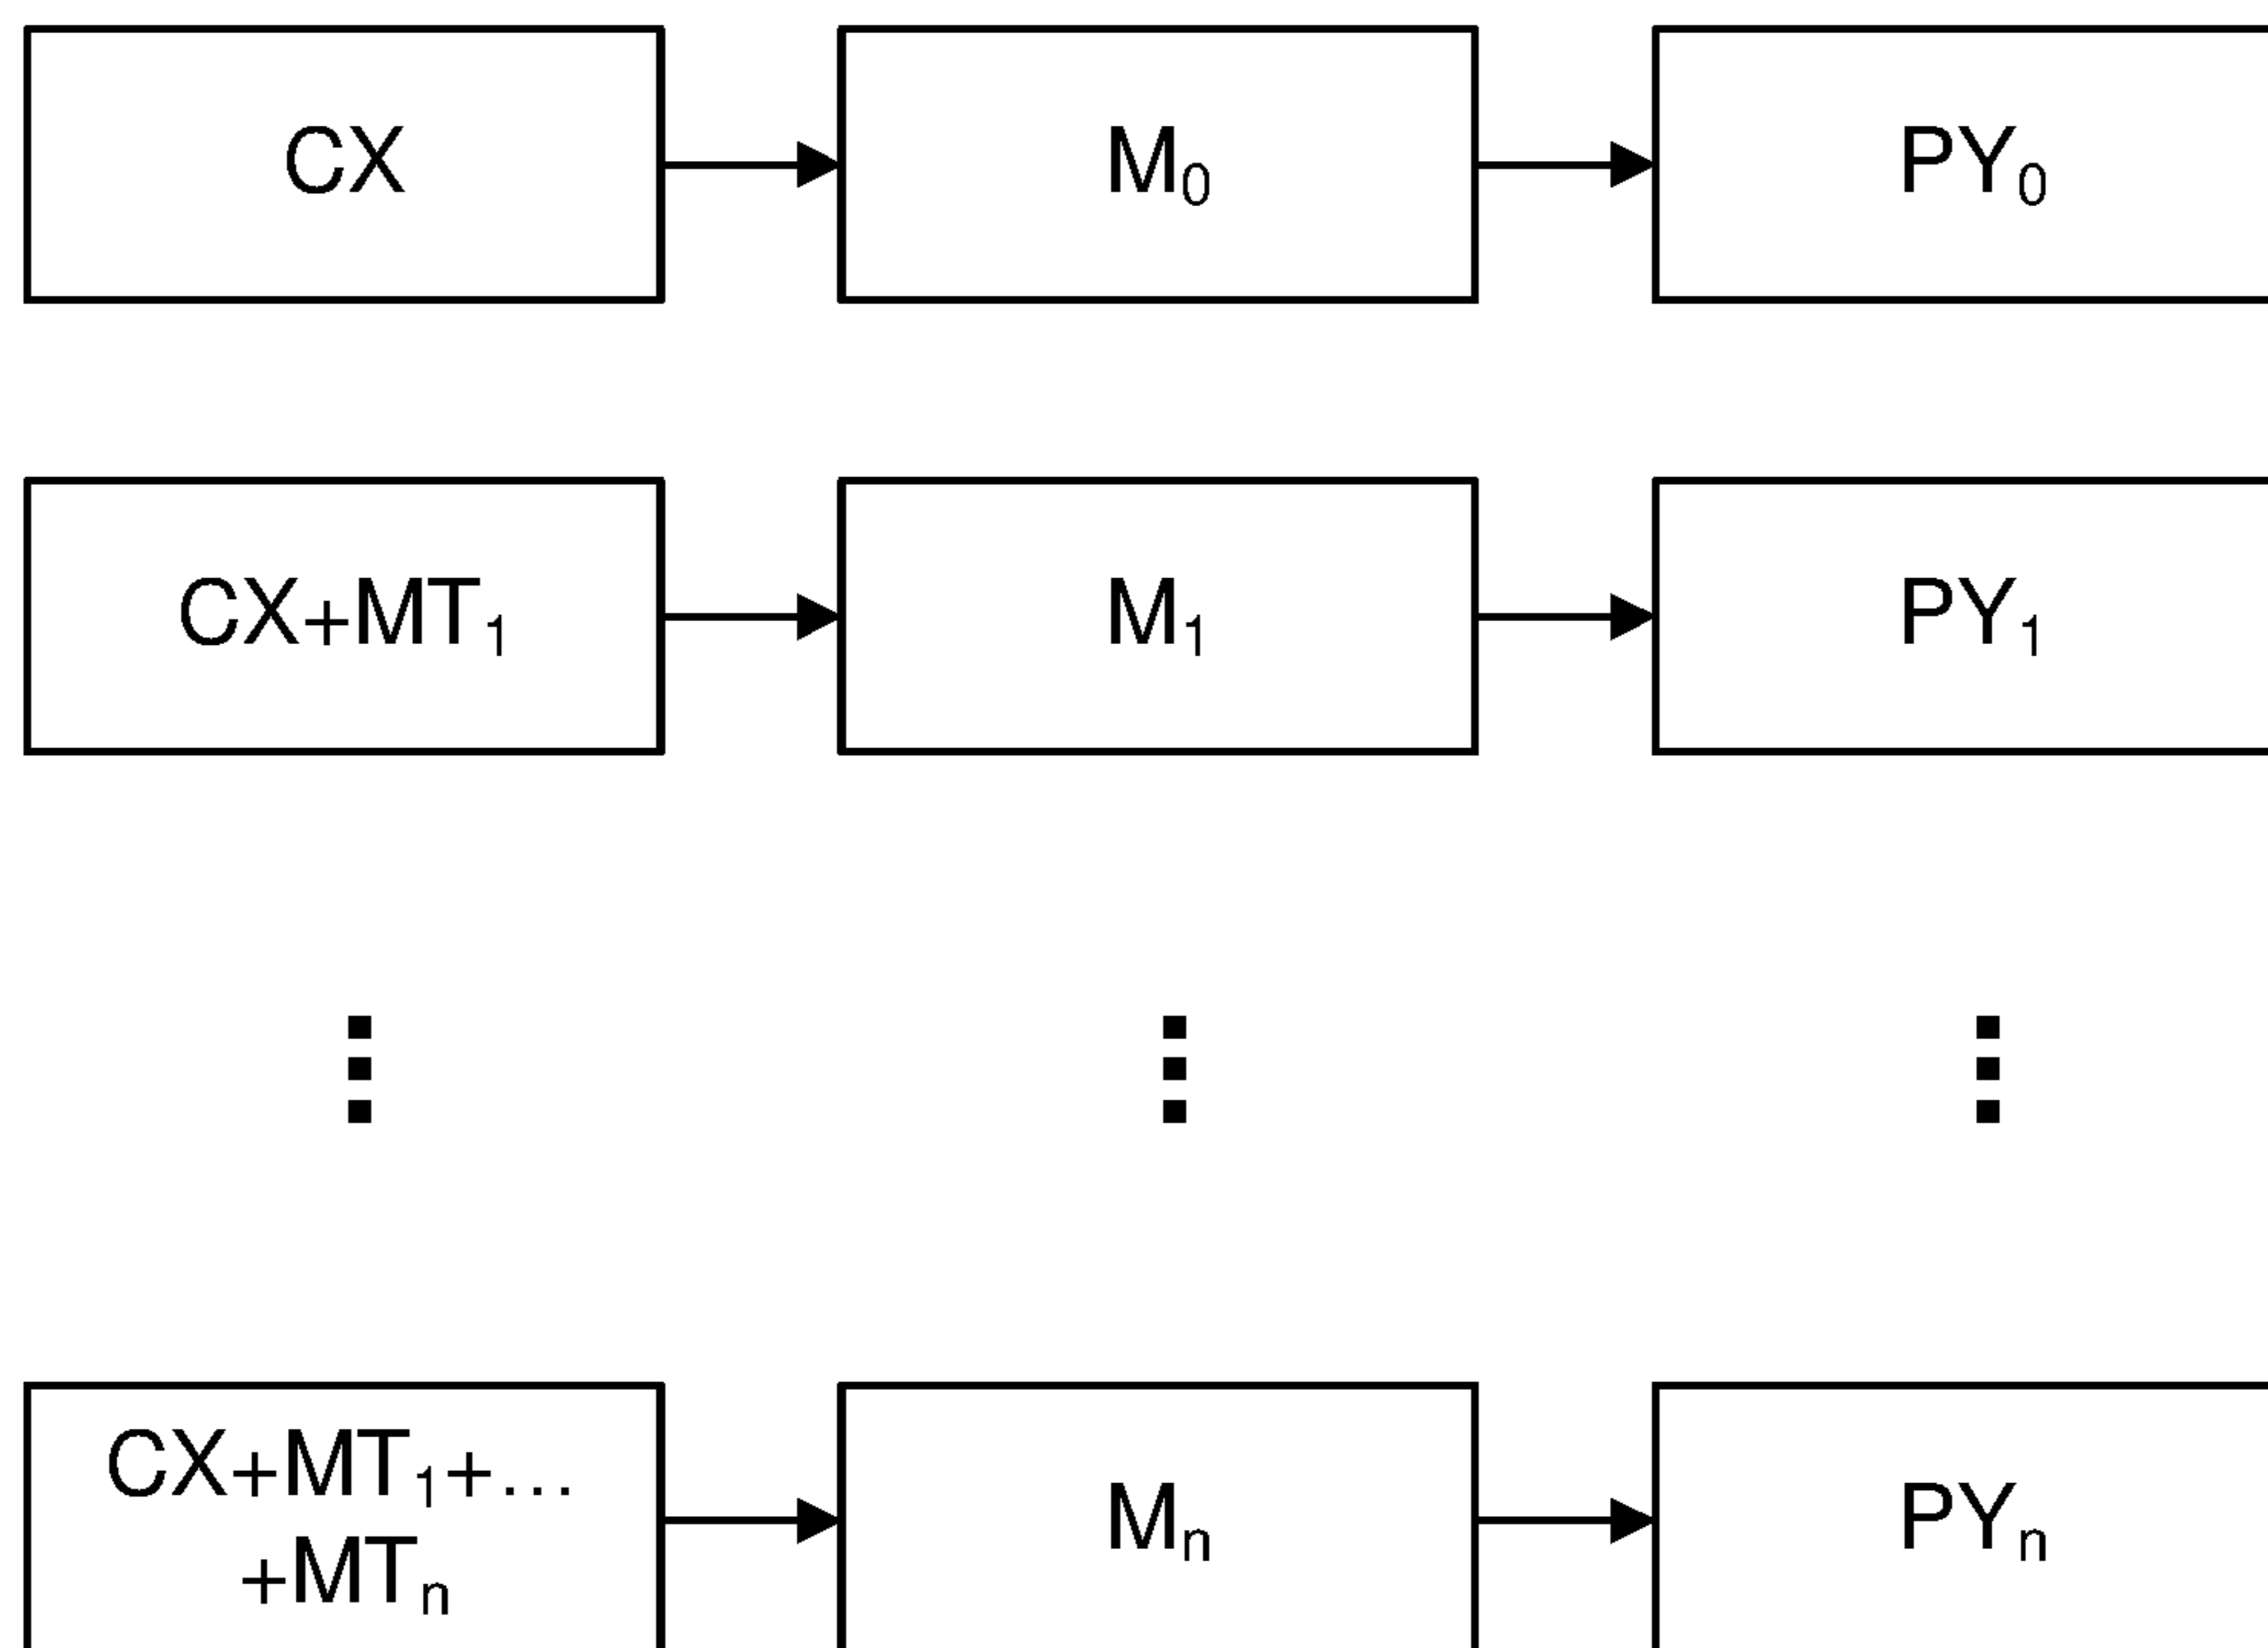 CX M₀ PY₀
CX+MT₁ M₁ PY₁
CX+MT₁+...
+MTₙ
Mₙ
PYₙ